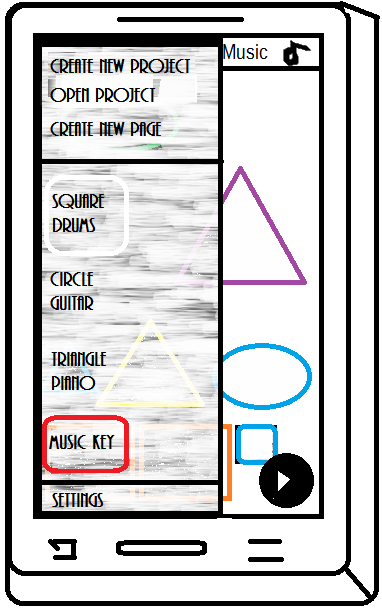 Music
CREATE NEW PROJECT
OPEN PROJECT
CREATE NEW PAGE
SQUARE
DRUMS
CIRCLE
GUITAR
TRIANGLE
PIANO
MUSIC KEY
SETTINGS